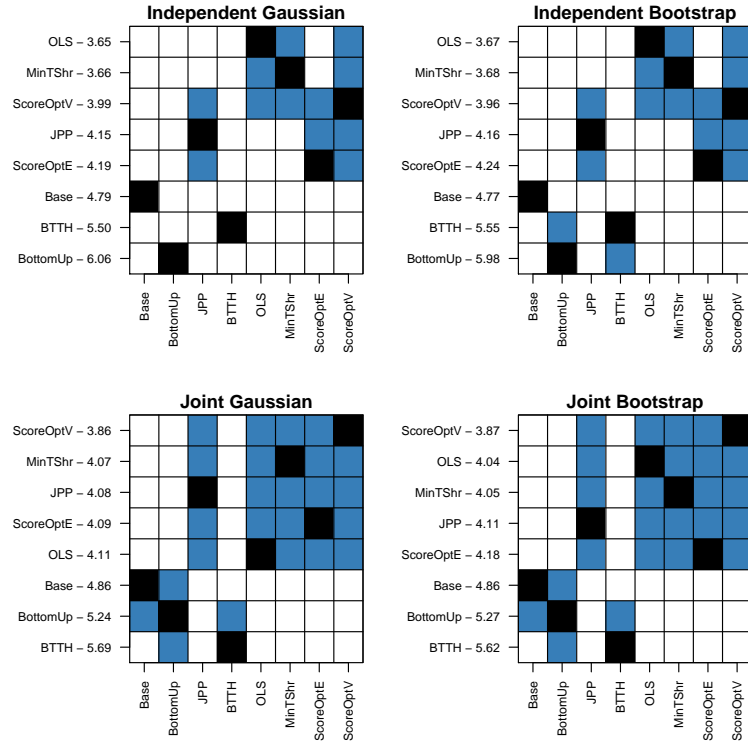 Independent Gaussian
OLS − 3.65
MinTShr − 3.66
ScoreOptV − 3.99
JPP − 4.15
ScoreOptE − 4.19
Base − 4.79
BTTH − 5.50
BottomUp − 6.06
Base
BottomUp
JPP
BTTH
OLS
MinTShr
ScoreOptE
ScoreOptV
Independent Bootstrap
OLS − 3.67
MinTShr − 3.68
ScoreOptV − 3.96
JPP − 4.16
ScoreOptE − 4.24
Base − 4.77
BTTH − 5.55
BottomUp − 5.98
Base
BottomUp
JPP
BTTH
OLS
MinTShr
ScoreOptE
ScoreOptV
Joint Gaussian
ScoreOptV − 3.86
MinTShr − 4.07
JPP − 4.08
ScoreOptE − 4.09
OLS − 4.11
Base − 4.86
BottomUp − 5.24
BTTH − 5.69
Base
BottomUp
JPP
BTTH
OLS
MinTShr
ScoreOptE
ScoreOptV
Joint Bootstrap
ScoreOptV − 3.87
OLS − 4.04
MinTShr − 4.05
JPP − 4.11
ScoreOptE − 4.18
Base − 4.86
BottomUp − 5.27
BTTH − 5.62
Base
BottomUp
JPP
BTTH
OLS
MinTShr
ScoreOptE
ScoreOptV